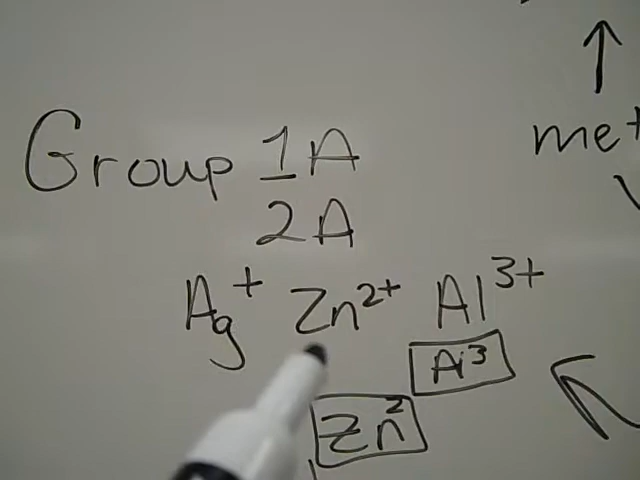 Group 1A
2A
met
Ag+ Zn2+ Al3+
Al3
Zn2